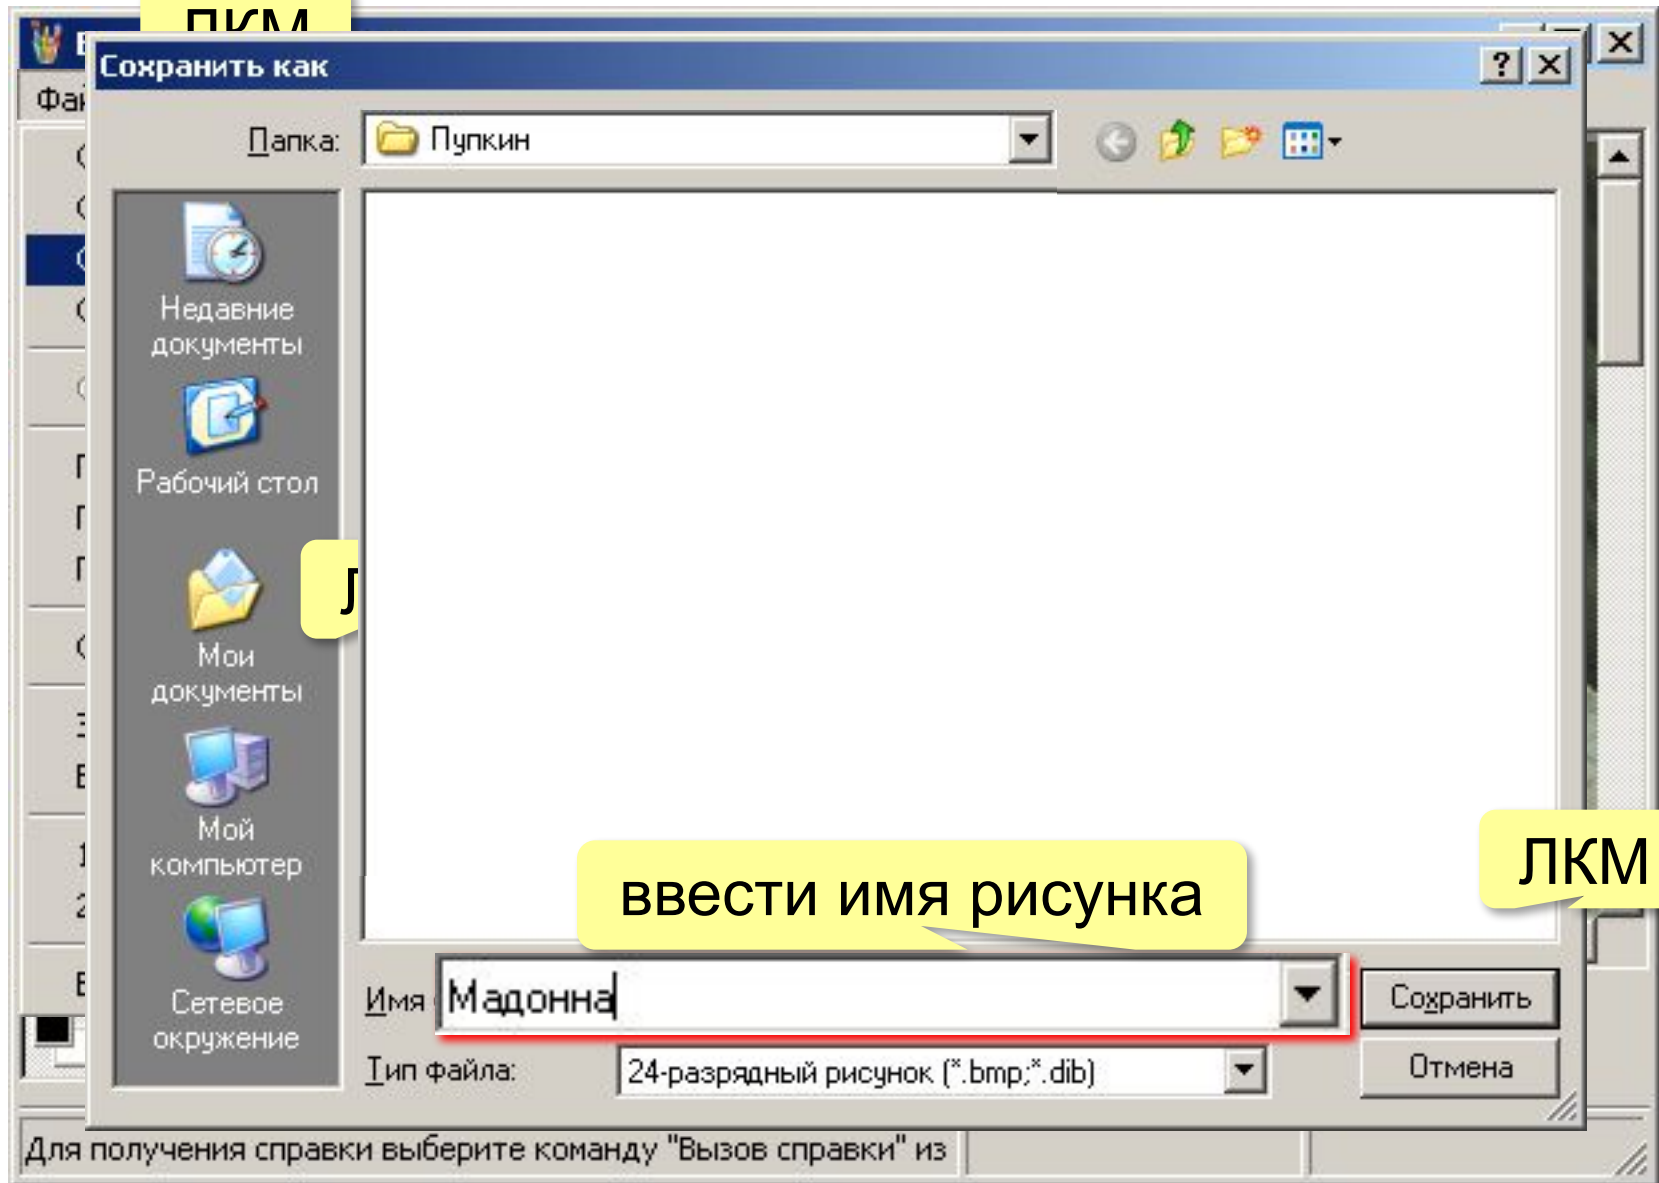 ЛКМ
Сохранить как
Папка:
Пупкин
Недавние
документы
Рабочий стол
Мои
документы
Мой
компьютер
ЛКМ
ввести имя рисунка
Сетевое
окружение
Имя
Мадонна
Сохранить
Тип файла:
24-разрядный рисунок (*.bmp;*.dib)
Отмена
Для получения справки выберите команду "Вызов справки" из